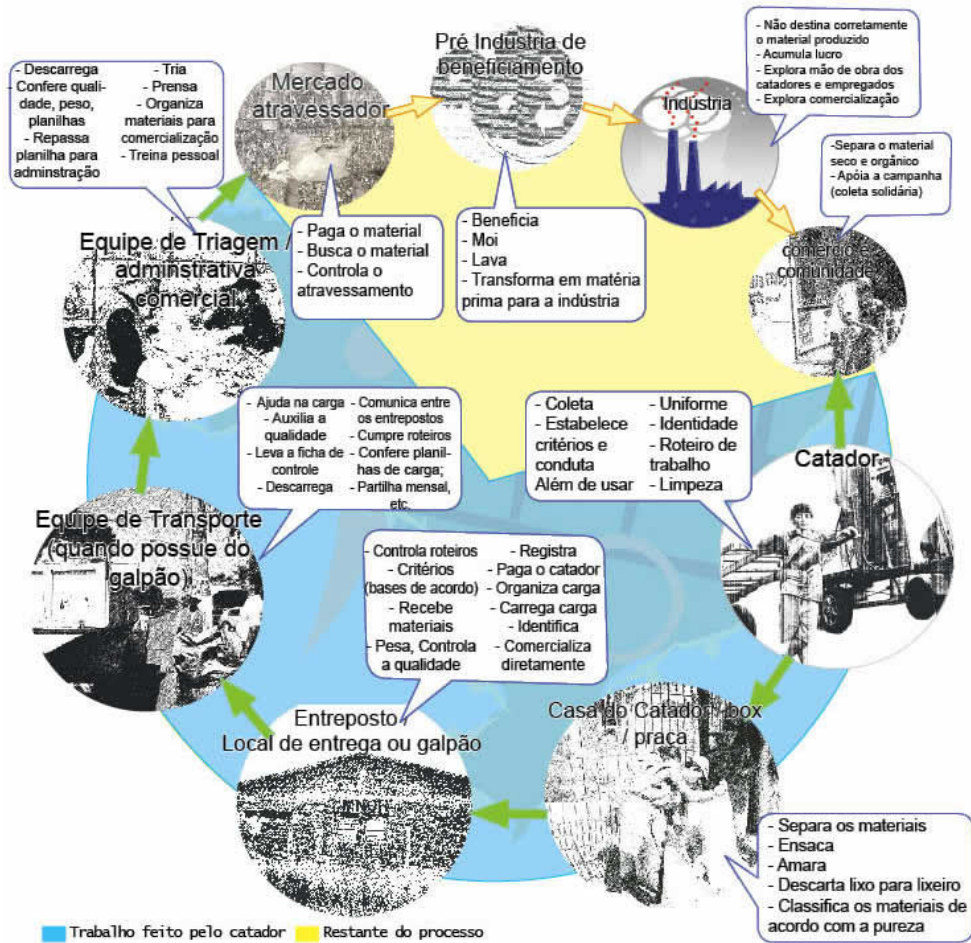 Pré Indústria de
beneficiamento
- Não destina corretamente
o material produzido
- Acumula lucro
- Explora mão de obra dos
catadores e empregados
- Explora comercialização
Mercado
atravessador
Indústria
- Descarrega
- Confere quali-
dade, peso,
planilhas
- Repassa
planilha para
adminstração
- Tria
- Prensa
- Organiza
materiais para
comercialização
- Treina pessoal
-Separa o material
seco e orgânico
- Apóia a campanha
(coleta solidária)
- Paga o material
- Busca o material
- Controla o
atravessamento
- Beneficia
- Moi
- Lava
- Transforma em matéria
prima para a indústria
comércio e
comunidade
Equipe de Triagem /
adminstrativa
comercial
- Ajuda na carga
- Auxilia a
qualidade
- Leva a ficha de
controle
- Descarrega
- Comunica entre
os entrepostos
- Cumpre roteiros
- Confere plani-
lhas de carga;
- Partilha mensal,
etc.
- Coleta
- Estabelece
critérios e
conduta
Além de usar
- Uniforme
- Identidade
- Roteiro de
trabalho
- Limpeza
Catador
Equipe de Transporte
(quando possue do
galpão)
- Controla roteiros
- Critérios
(bases de acordo)
- Recebe
materiais
- Pesa, Controla
a qualidade
- Registra
- Paga o catador
- Organiza carga
- Carrega carga
- Identifica
- Comercializa
diretamente
Entreposto
Local de entrega ou galpão
Casa do Catador / box
/ praça
- Separa os materiais
- Ensaca
- Amara
- Descarta lixo para lixeiro
- Classifica os materiais de
acordo com a pureza
Trabalho feito pelo catador
Restante do processo